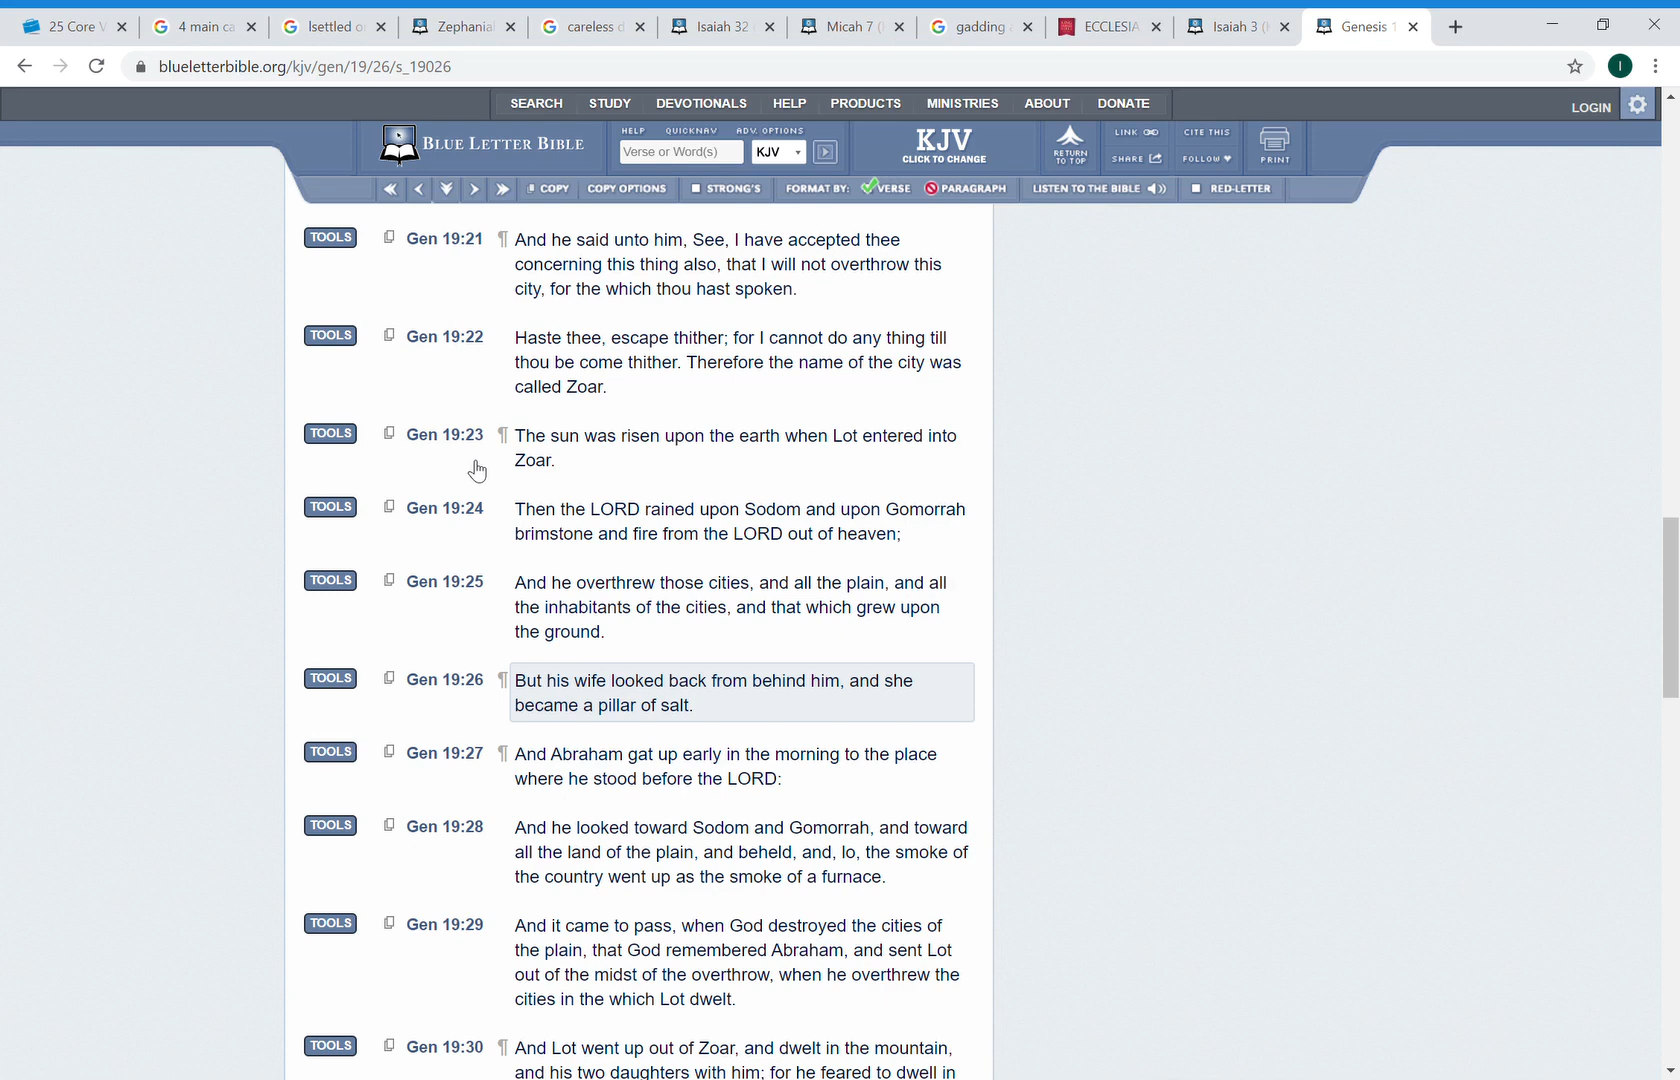 25 Core V
4 main ca
lsettled o
Zephaniah
careless d
Isaiah 32
Micah 7 (
gadding
ECCLESIA
Isaiah 3 (
Genesis 1
blueletterbible.org/kjv/gen/19/26/s_19026
I
SEARCH STUDY DEVOTIONALS HELP PRODUCTS MINISTRIES ABOUT DONATE
LOGIN
BLUE LETTER BIBLE
HELP QUICKNAV ADV. OPTIONS
Verse or Word(s) KJV
KJV
CLICK TO CHANGE
RETURN
TO TOP
LINK
SHARE
CITE THIS
FOLLOW
PRINT
COPY COPY OPTIONS STRONG'S FORMAT BY: VERSE PARAGRAPH LISTEN TO THE BIBLE RED-LETTER
TOOLS Gen 19:21 ¶ And he said unto him, See, I have accepted thee
concerning this thing also, that I will not overthrow this
city, for the which thou hast spoken.
TOOLS Gen 19:22 Haste thee, escape thither; for I cannot do any thing till
thou be come thither. Therefore the name of the city was
called Zoar.
TOOLS Gen 19:23 ¶ The sun was risen upon the earth when Lot entered into
Zoar.
TOOLS Gen 19:24 Then the LORD rained upon Sodom and upon Gomorrah
brimstone and fire from the LORD out of heaven;
TOOLS Gen 19:25 And he overthrew those cities, and all the plain, and all
the inhabitants of the cities, and that which grew upon
the ground.
TOOLS Gen 19:26 ¶ But his wife looked back from behind him, and she
became a pillar of salt.
TOOLS Gen 19:27 ¶ And Abraham gat up early in the morning to the place
where he stood before the LORD:
TOOLS Gen 19:28 And he looked toward Sodom and Gomorrah, and toward
all the land of the plain, and beheld, and, lo, the smoke of
the country went up as the smoke of a furnace.
TOOLS Gen 19:29 And it came to pass, when God destroyed the cities of
the plain, that God remembered Abraham, and sent Lot
out of the midst of the overthrow, when he overthrew the
cities in the which Lot dwelt.
TOOLS Gen 19:30 ¶ And Lot went up out of Zoar, and dwelt in the mountain,
and his two daughters with him; for he feared to dwell in